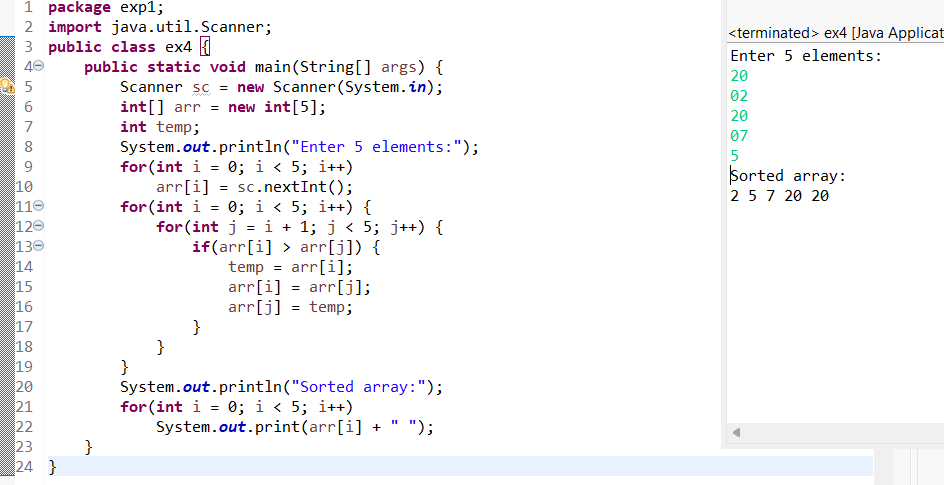 1 package exp1;
2 import java.util.Scanner;
3 public class ex4 {
4 public static void main(String[] args) {
5 Scanner sc = new Scanner(System.in);
6 int[] arr = new int[5];
7 int temp;
8 System.out.println("Enter 5 elements:");
9 for(int i = 0; i < 5; i++)
10 arr[i] = sc.nextInt();
11 for(int i = 0; i < 5; i++) {
12 for(int j = i + 1; j < 5; j++) {
13 if(arr[i] > arr[j]) {
14 temp = arr[i];
15 arr[i] = arr[j];
16 arr[j] = temp;
17 }
18 }
19 }
20 System.out.println("Sorted array:");
21 for(int i = 0; i < 5; i++)
22 System.out.print(arr[i] + " ");
23 }
24 }
<terminated> ex4 [Java Applicat
Enter 5 elements:
20
02
20
07
5
Sorted array:
2 5 7 20 20